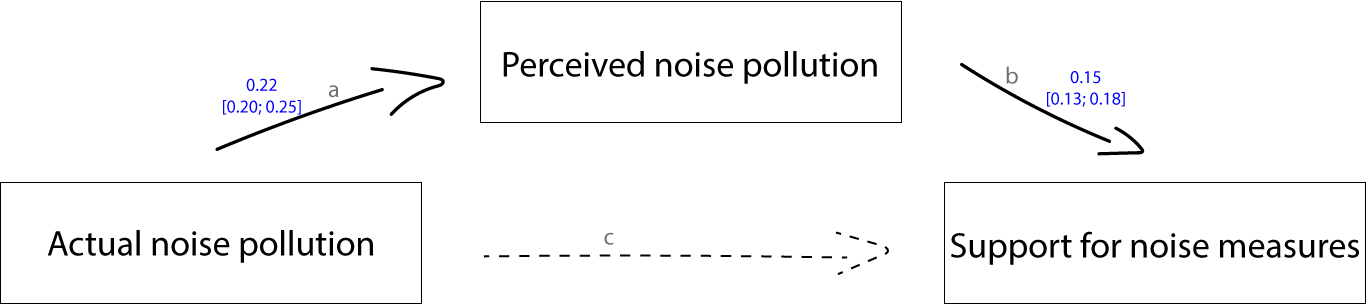 Perceived noise pollution
0.22
[0.20; 0.25]
a
b
0.15
[0.13; 0.18]
Actual noise pollution
c
Support for noise measures